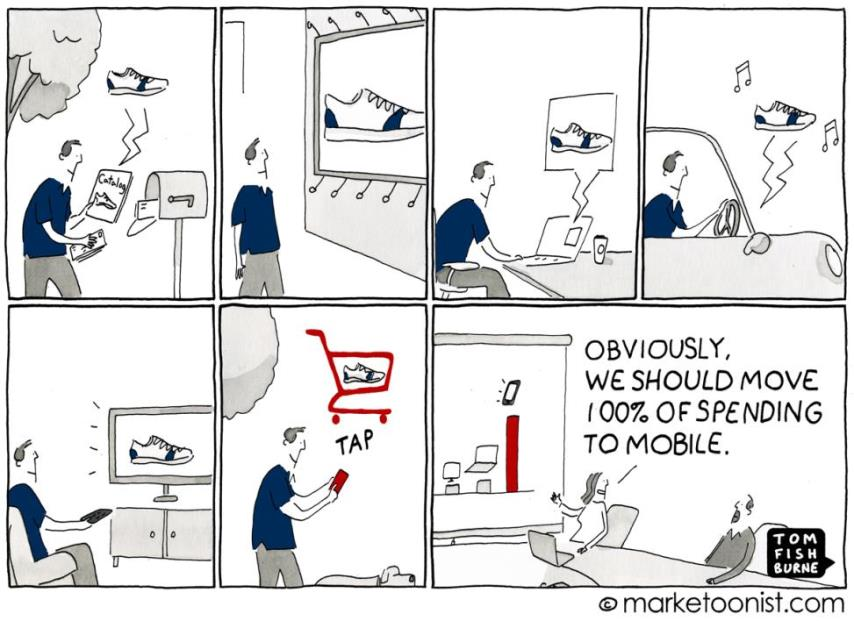 Catalog
TAP
OBVIOUSLY,
WE SHOULD MOVE
100% OF SPENDING
TO MOBILE.
TOM
FISH
BURNE
© marketoonist.com